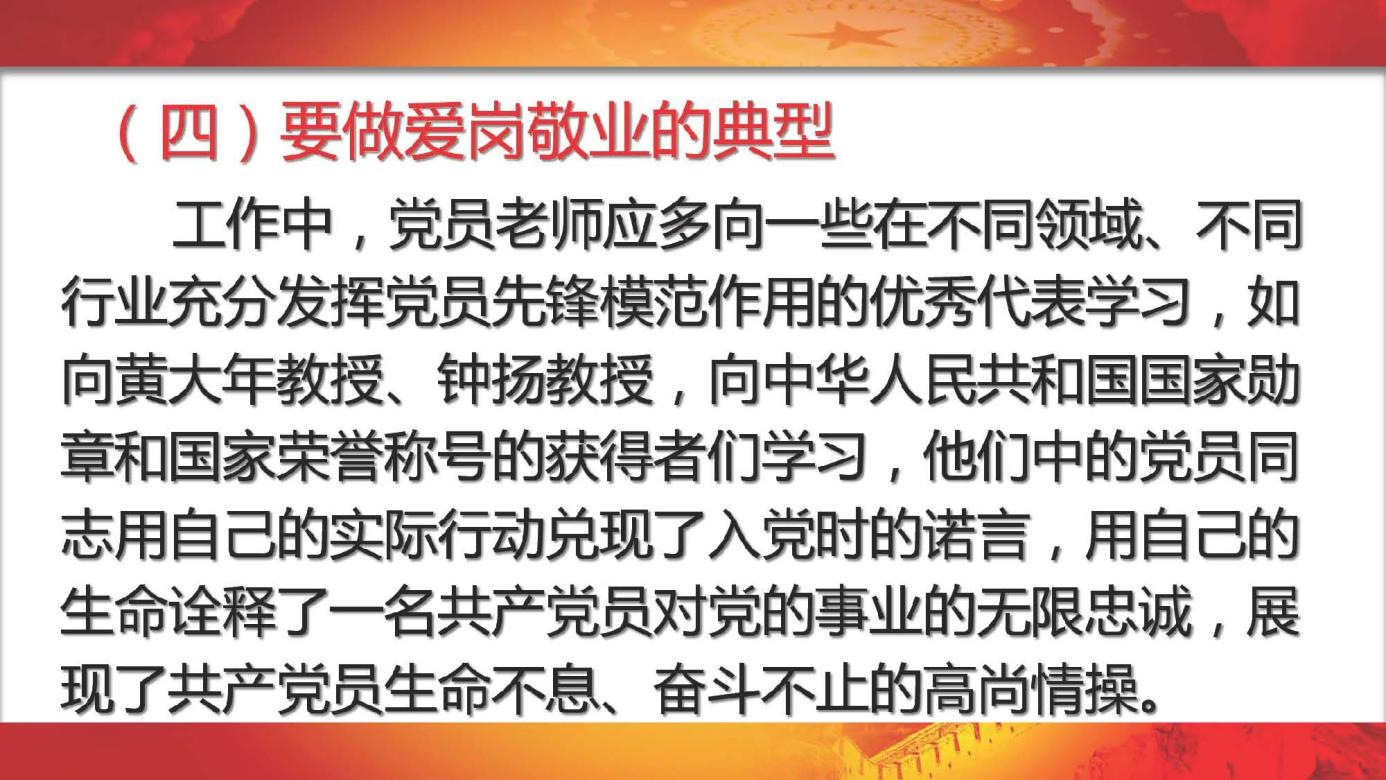 （四）要做爱岗敬业的典型
工作中，党员老师应多向一些在不同领域、不同
行业充分发挥党员先锋模范作用的优秀代表学习，如
向黄大年教授、钟扬教授，向中华人民共和国国家勋
章和国家荣誉称号的获得者们学习，他们中的党员同
志用自己的实际行动兑现了入党时的诺言，用自己的
生命诠释了一名共产党员对党的事业的无限忠诚，展
现了共产党员生命不息、奋斗不止的高尚情操。